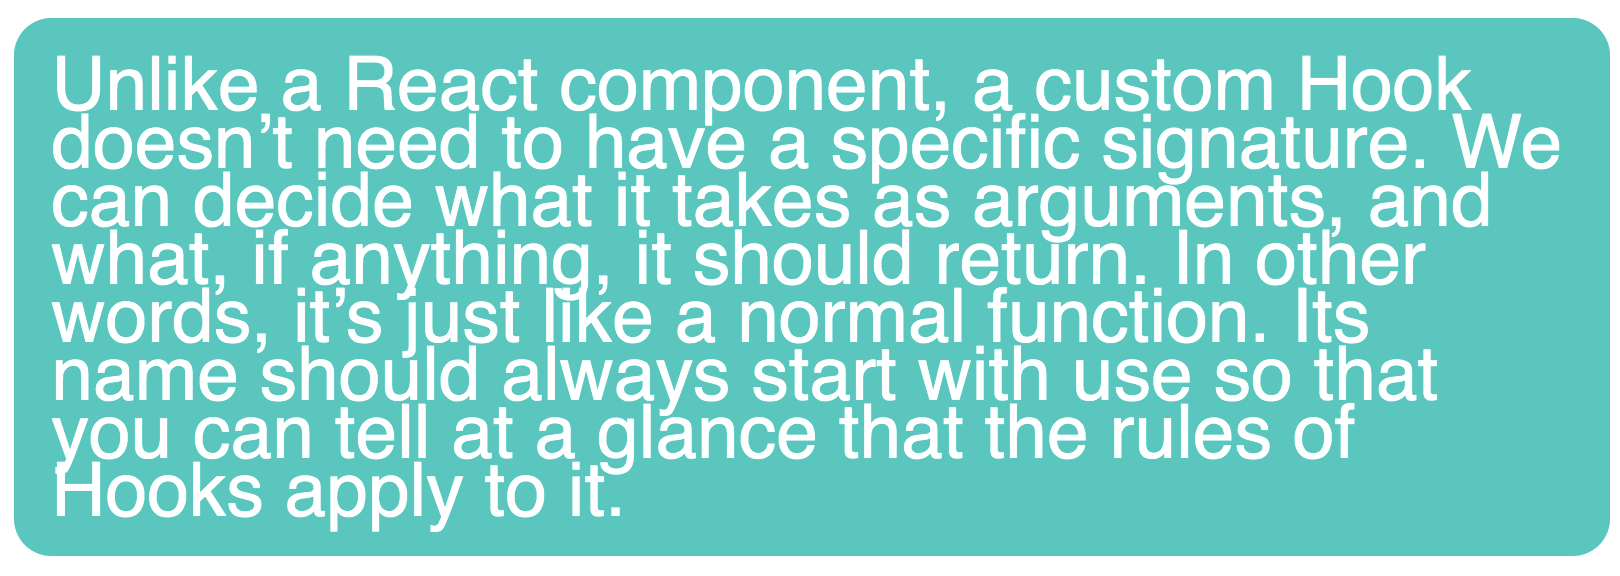 Unlike a React component, a custom Hook
doesn’t need to have a specific signature. We
can decide what it takes as arguments, and
what, if anything, it should return. In other
words, it’s just like a normal function. Its
name should always start with use so that
you can tell at a glance that the rules of
Hooks apply to it.